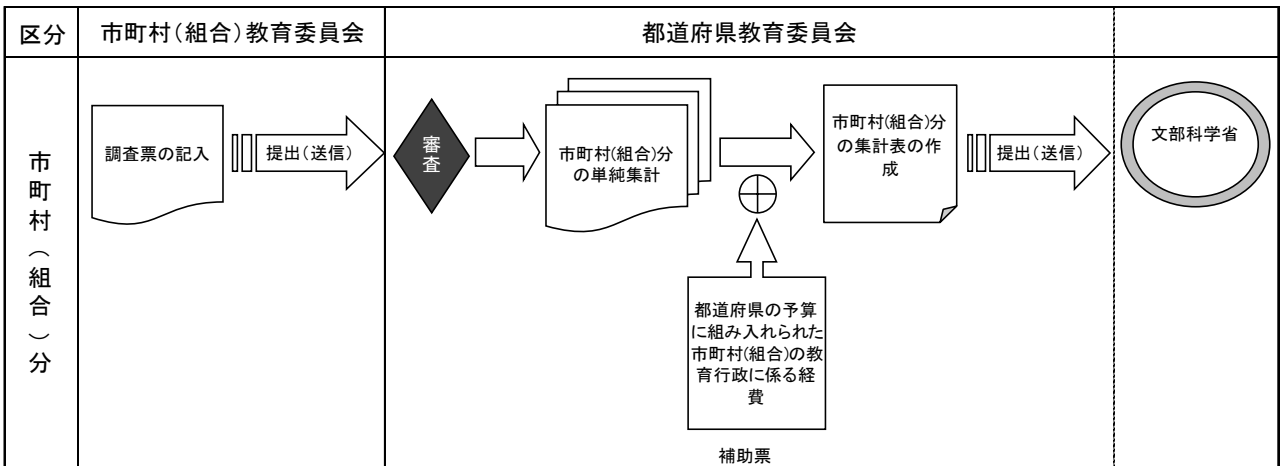 区分
市町村(組合)教育委員会
都道府県教育委員会
市町村(組合)分
調査票の記入
提出(送信)
審査
市町村(組合)分
の単純集計
市町村(組合)分
の集計表の作
成
提出(送信)
文部科学省
都道府県の予算
に組み入れられた
市町村(組合)の教
育行政に係る経
費
補助票